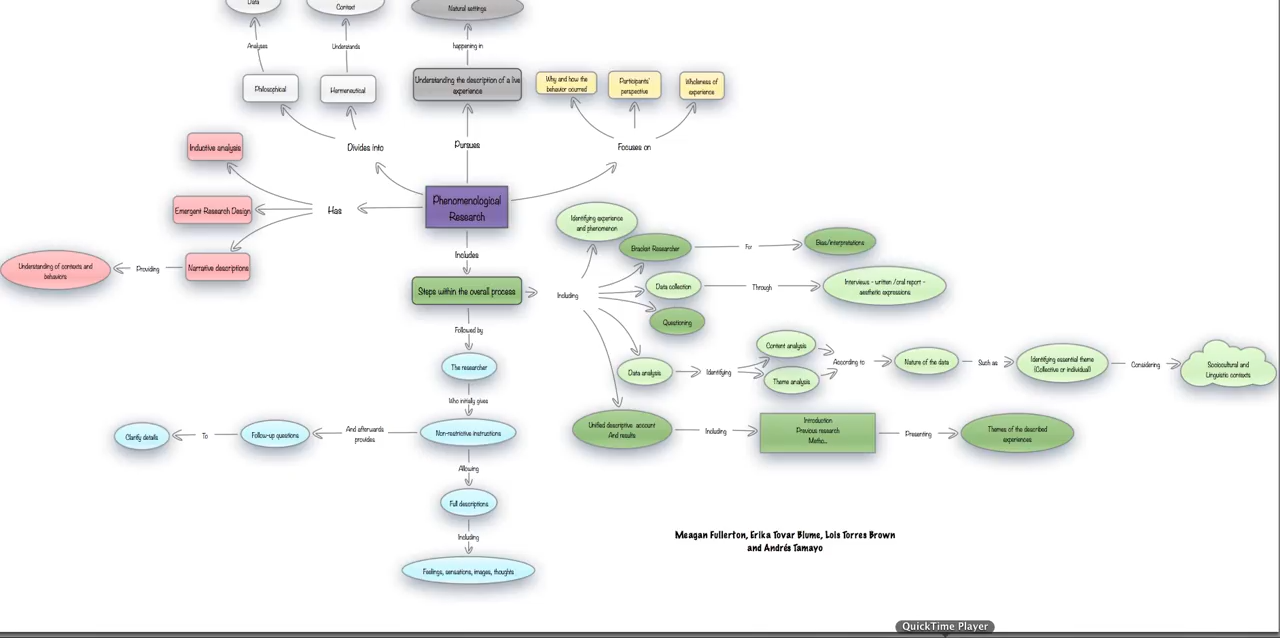 Data
Context
Natural settings
Analyses
Understands
happening in
Philosophical
Hermeneutical
Understanding the description of a live
experience
Why and how the
behavior ocurred
Participants'
perspective
Wholeness of
experience
Inductive analysis
Divides into
Pursues
Focuses on
Emergent Research Design
Has
Phenomenological
Research
Identifying experience
and phenomenon
Bracket Researcher
For
Bias/interpretations
Understanding of contexts and
behaviors
Providing
Narrative descriptions
Includes
Steps within the overall process
Including
Data collection
Through
Interviews - written /oral report -
aesthetic expressions
Questioning
Followed by
The researcher
Data analysis
Identifying
Content analysis
Theme analysis
According to
Nature of the data
Such as
Identifying essential theme
(Collective or individual)
Considering
Sociocultural and
Linguistic contexts
Who initially gives
Clarify details
To
Follow-up questions
And afterwards
provides
Non-restrictive instructions
Unified descriptive account
And results
Including
Introduction
Previous research
Metho...
Presenting
Themes of the described
experiences
Allowing
Full descriptions
Including
Feelings, sensations, images, thoughts
Meagan Fullerton, Erika Tovar Blume, Lois Torres Brown
and Andrés Tamayo
QuickTime Player